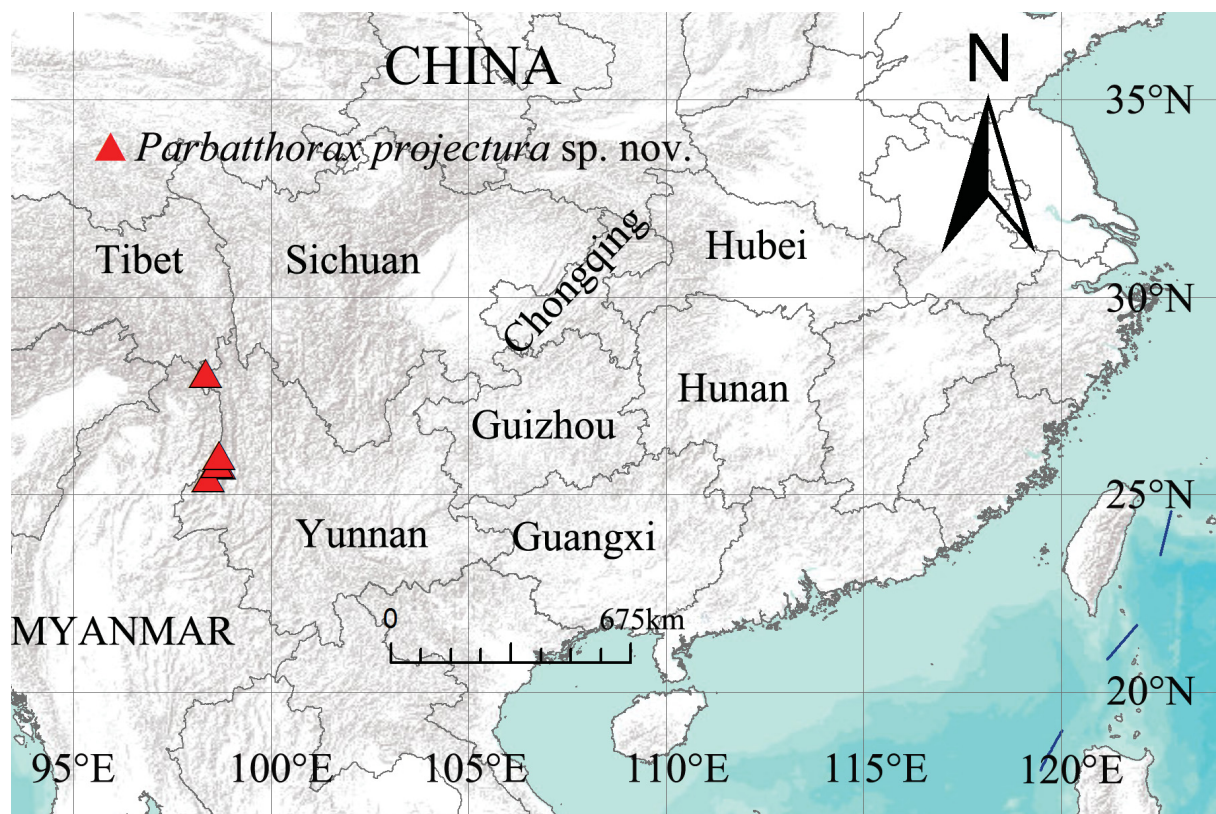 CHINA
N
35°N
Parbatthorax projectura sp. nov.
Tibet
Sichuan
Chongqing
Hubei
30°N
Hunan
Guizhou
25°N
Yunnan
Guangxi
0
675km
MYANMAR
20°N
95°E
100°E
105°E
110°E
115°E
120°E